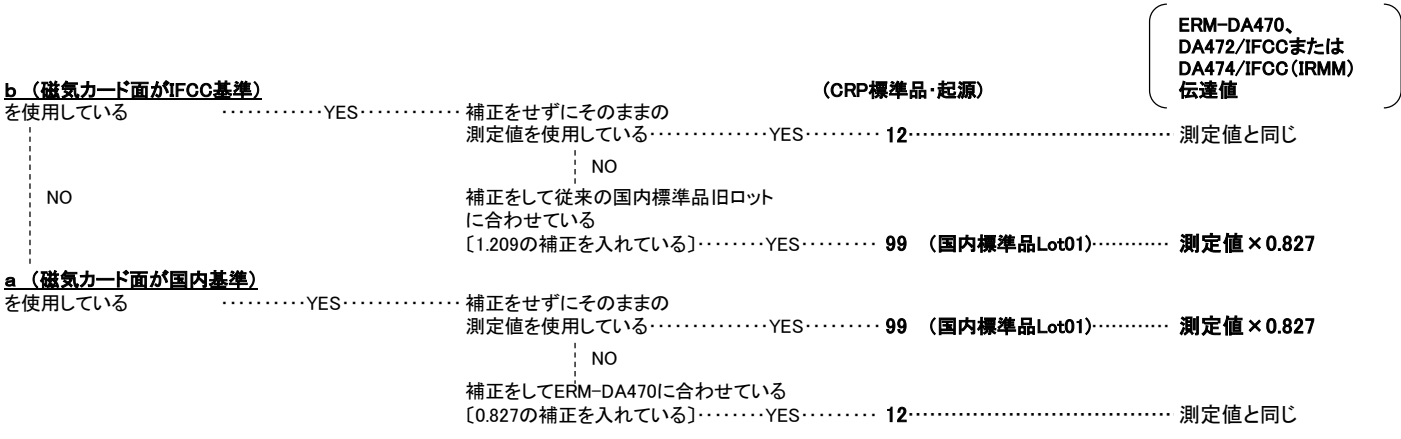 ERM-DA470、
DA472/IFCCまたは
DA474/IFCC(IRMM)
伝達値
b （磁気カード面がIFCC基準） (CRP標準品・起源)
を使用している ············YES············ 補正をせずにそのままの
測定値を使用している··············YES········· 12····································· 測定値と同じ
NO
NO 補正をして従来の国内標準品旧ロット
に合わせている
〔1.209の補正を入れている〕········YES········· 99 (国内標準品Lot01)············ 測定値×0.827
a （磁気カード面が国内基準）
を使用している ··········YES·············· 補正をせずにそのままの
測定値を使用している··············YES········· 99 (国内標準品Lot01)············ 測定値×0.827
NO
補正をしてERM-DA470に合わせている
〔0.827の補正を入れている〕········YES········· 12····································· 測定値と同じ